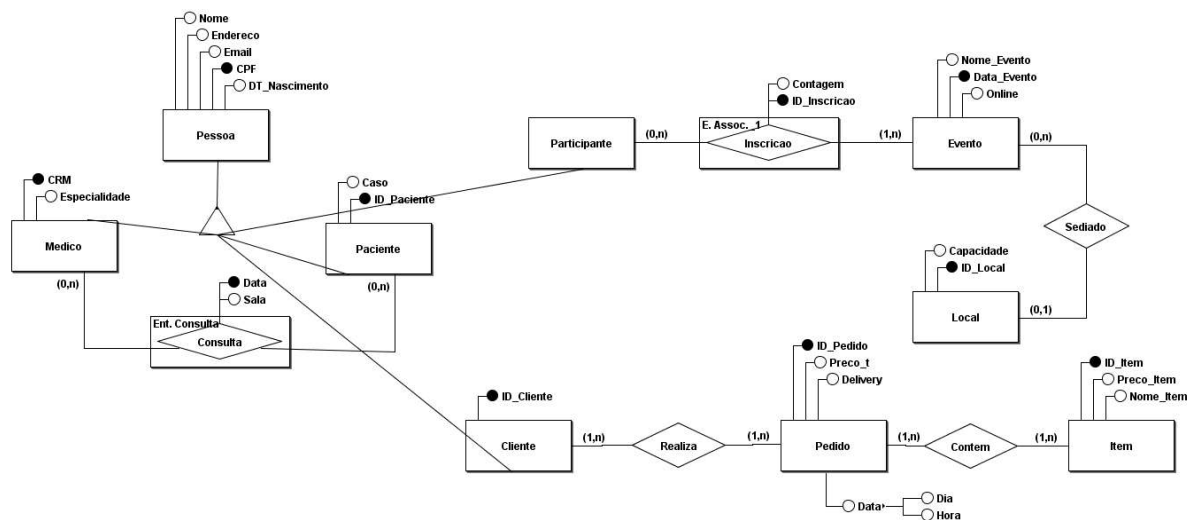 Nome
Endereco
Email
CPF
DT_Nascimento
Pessoa
CRM
Especialidade
Medico
(0,n)
Caso
ID_Paciente
Paciente
(0,n)
Data
Sala
Ent. Consulta
Consulta
Participante
(0,n)
Contagem
ID_Inscricao
E. Assoc. _1
Inscricao
(1,n)
Nome_Evento
Data_Evento
Online
Evento
(0,n)
Sediado
Capacidade
ID_Local
Local
(0,1)
ID_Cliente
Cliente
(1,n)
Realiza
(1,n)
ID_Pedido
Preco_t
Delivery
Pedido
(1,n)
Contem
(1,n)
ID_Item
Preco_Item
Nome_Item
Item
Data
Dia
Hora